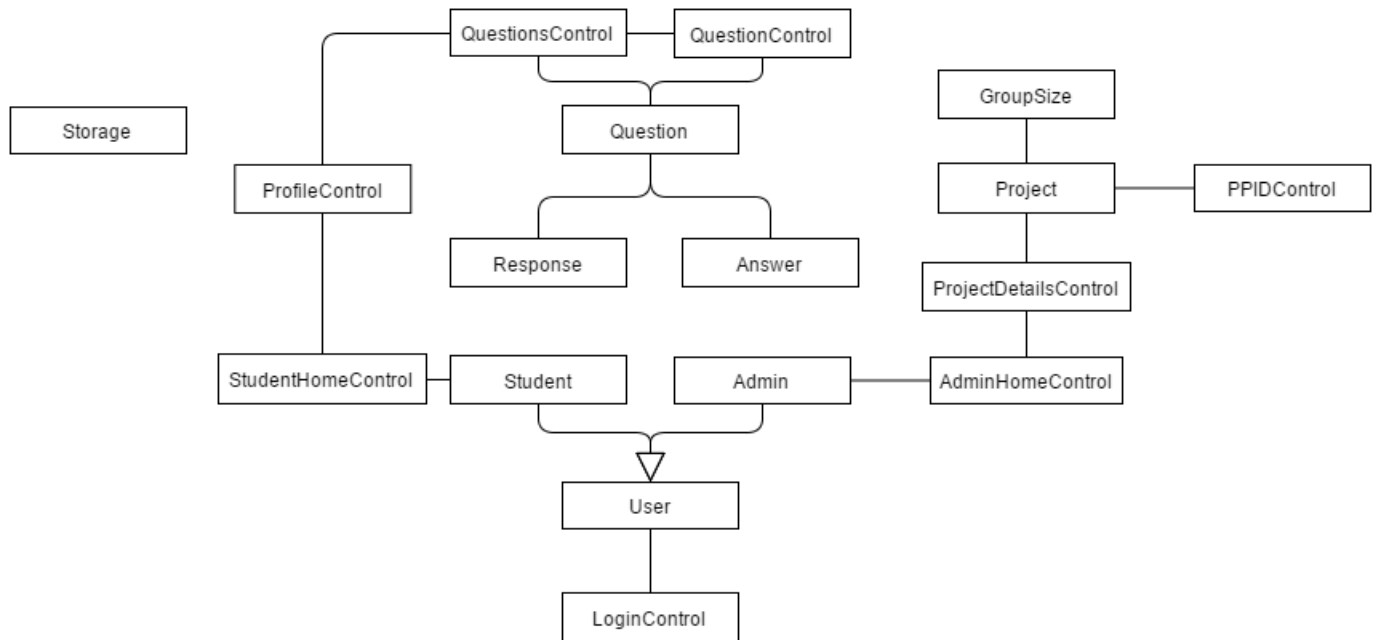 QuestionsControl
QuestionControl
GroupSize
Storage
Question
ProfileControl
Project
PPIDControl
Response
Answer
ProjectDetailsControl
StudentHomeControl
Student
Admin
AdminHomeControl
User
LoginControl